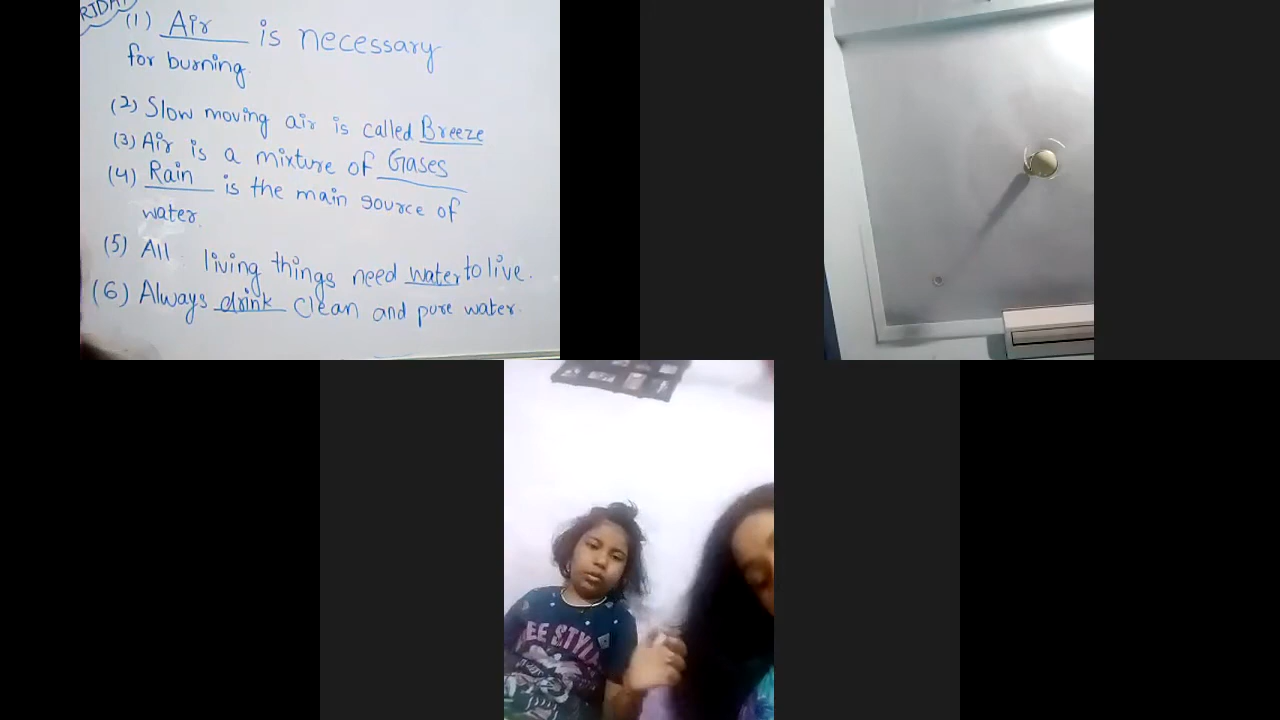 (1) Air is necessary
for burning.
(2) Slow moving air is called Breeze
(3) Air is a mixture of Gases
(4) Rain is the main source of
water.
(5) All living things need water to live.
(6) Always drink clean and pure water.
EE STYL